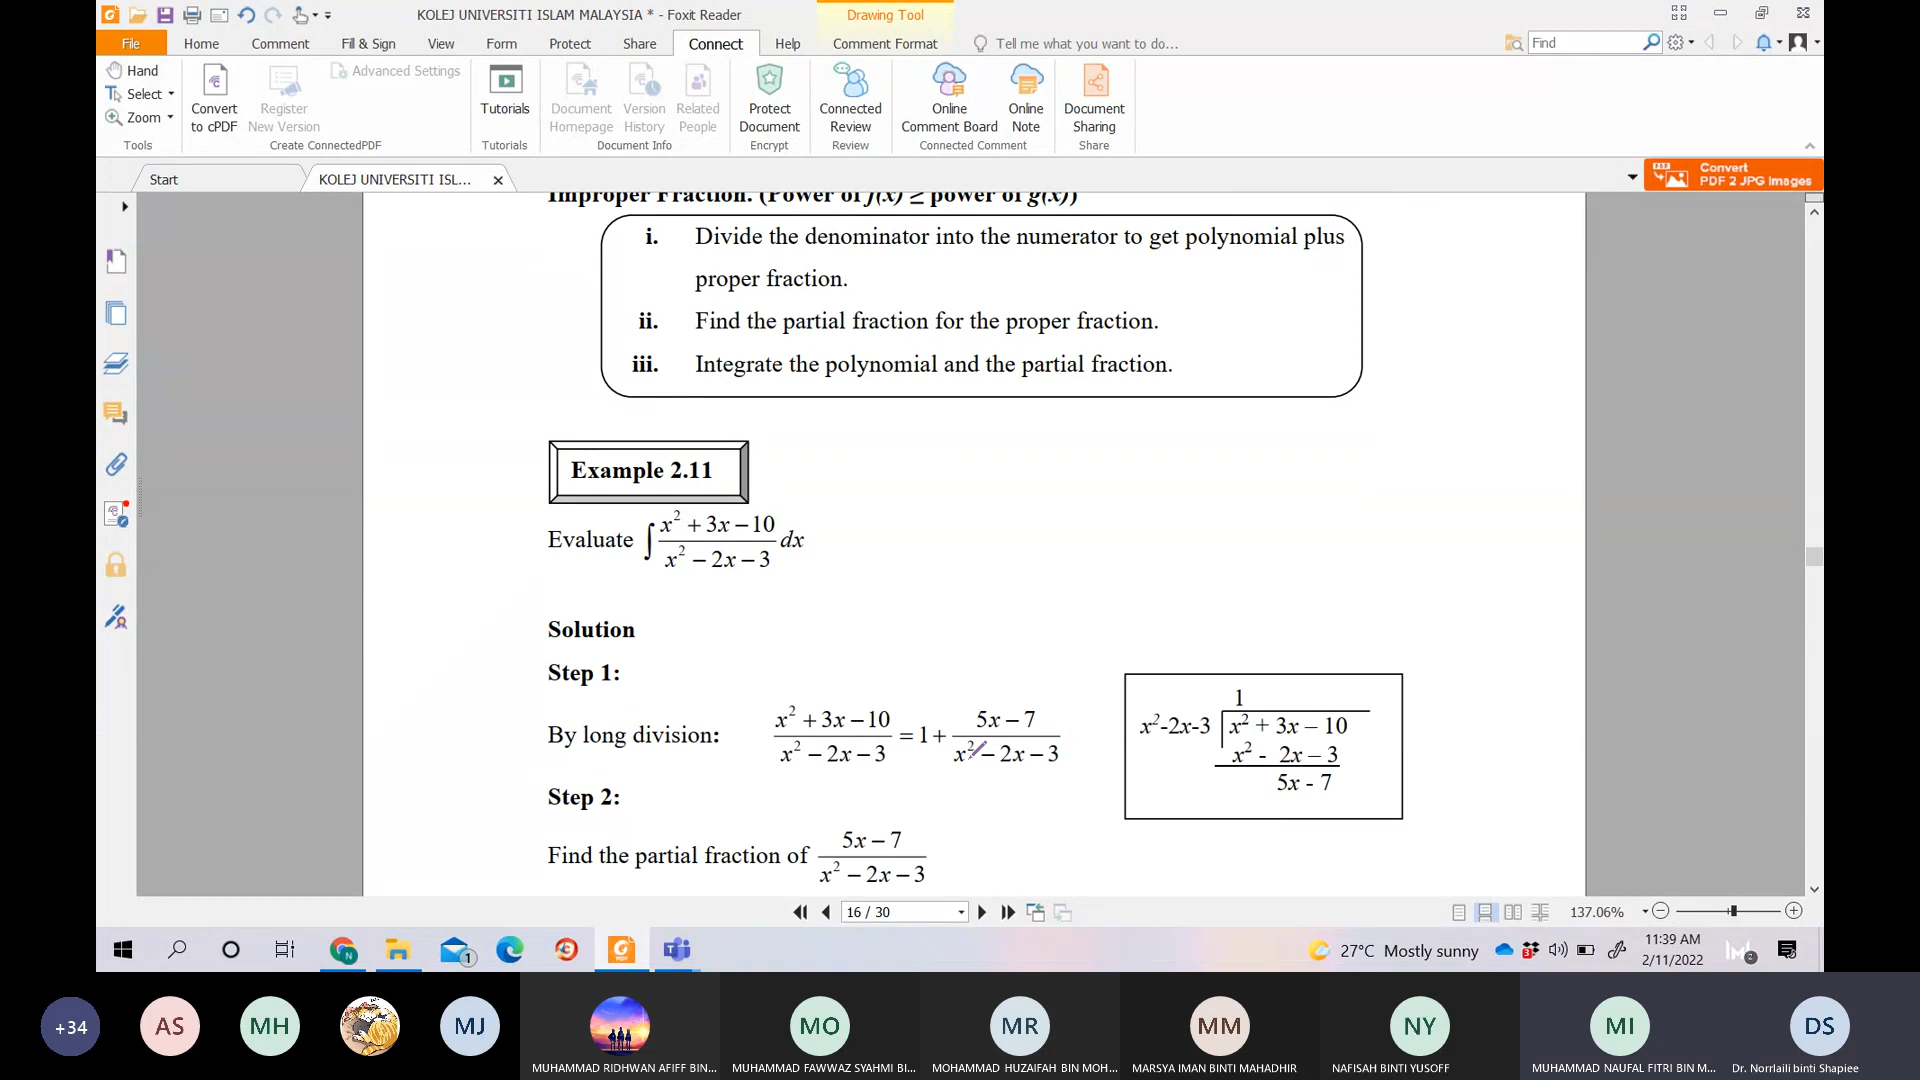 KOLEJ UNIVERSITI ISLAM MALAYSIA * - Foxit Reader
Drawing Tool
File Home Comment Fill & Sign View Form Protect Share Connect Help Comment Format Tell me what you want to do... Find
Hand
Select
Zoom
Tools
Convert to cPDF
Register New Version
Advanced Settings
Create ConnectedPDF
Tutorials
Tutorials
Document Homepage
Version History
Related People
Document Info
Protect Document
Encrypt
Connected Review
Review
Online Comment Board
Online Note
Connected Comment
Document Sharing
Share
Start
KOLEJ UNIVERSITI ISL...
Convert
PDF 2 JPG Images
Improper Fraction. (Power of f(x) ≥ power of g(x))
i. Divide the denominator into the numerator to get polynomial plus
proper fraction.
ii. Find the partial fraction for the proper fraction.
iii. Integrate the polynomial and the partial fraction.
Example 2.11
Evaluate ∫ (x² + 3x − 10)/(x² − 2x − 3) dx
Solution
Step 1:
By long division: (x² + 3x − 10)/(x² − 2x − 3) = 1 + (5x − 7)/(x² − 2x − 3)
1
x²-2x-3 x² + 3x – 10
x² - 2x – 3
5x - 7
Step 2:
Find the partial fraction of (5x − 7)/(x² − 2x − 3)
16 / 30
137.06%
1
27°C Mostly sunny
3
11:39 AM
2/11/2022
2
+34
AS
MH
MJ
MUHAMMAD RIDHWAN AFIFF BIN...
MO
MUHAMMAD FAWWAZ SYAHMI BI...
MR
MOHAMMAD HUZAIFAH BIN MOH...
MM
MARSYA IMAN BINTI MAHADHIR
NY
NAFISAH BINTI YUSOFF
MI
MUHAMMAD NAUFAL FITRI BIN M...
DS
Dr. Norrlaili binti Shapiee